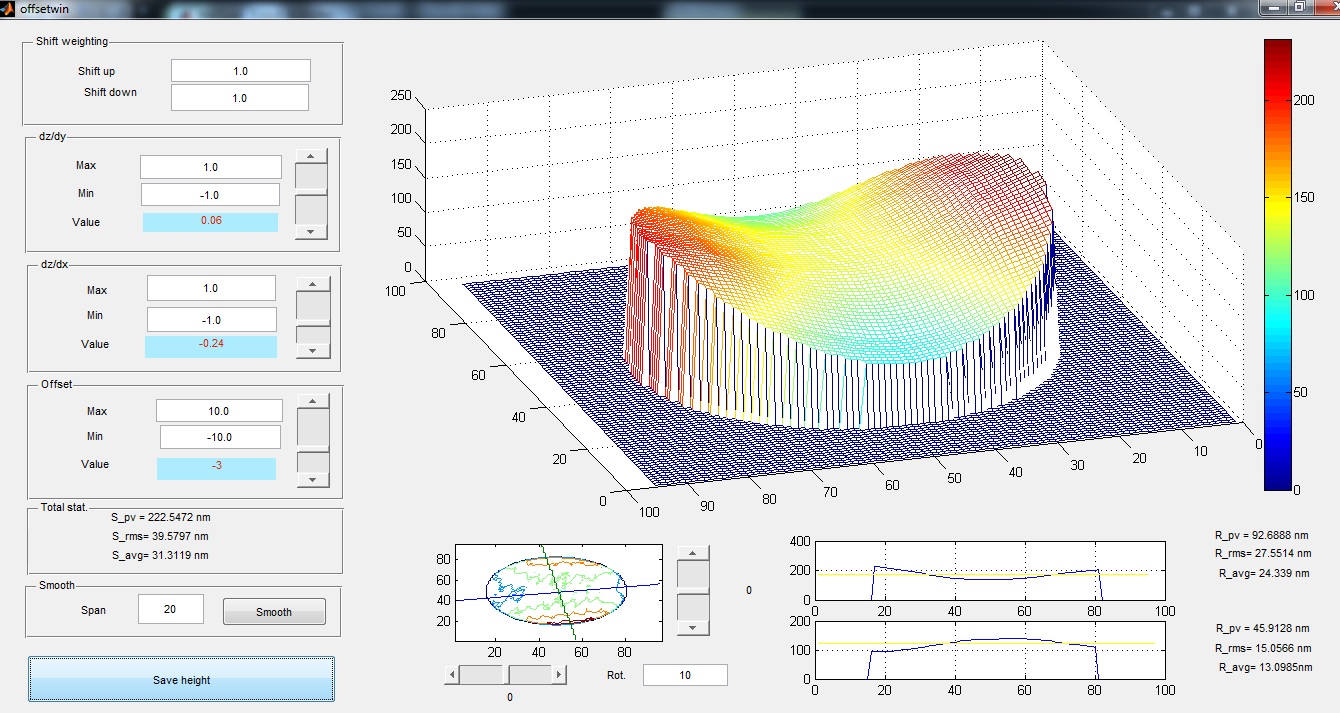 offsetwin
Shift weighting
Shift up 1.0
Shift down 1.0
dz/dy
Max 1.0
Min -1.0
Value 0.06
dz/dx
Max 1.0
Min -1.0
Value -0.24
Offset
Max 10.0
Min -10.0
Value -3
Total stat.
S_pv = 222.5472 nm
S_rms= 39.5797 nm
S_avg= 31.3119 nm
Smooth
Span 20 Smooth
Save height
250
200
150
100
50
0
100
80
60
40
20
0
100 90 80 70 60 50 40 30 20 10 0
200
150
100
50
0
80
60
40
20
20 40 60 80
0
0
Rot. 10
400
200
0
0 20 40 60 80 100
R_pv = 92.6888 nm
R_rms= 27.5514 nm
R_avg= 24.339 nm
200
100
0
0 20 40 60 80 100
R_pv = 45.9128 nm
R_rms= 15.0566 nm
R_avg= 13.0985nm